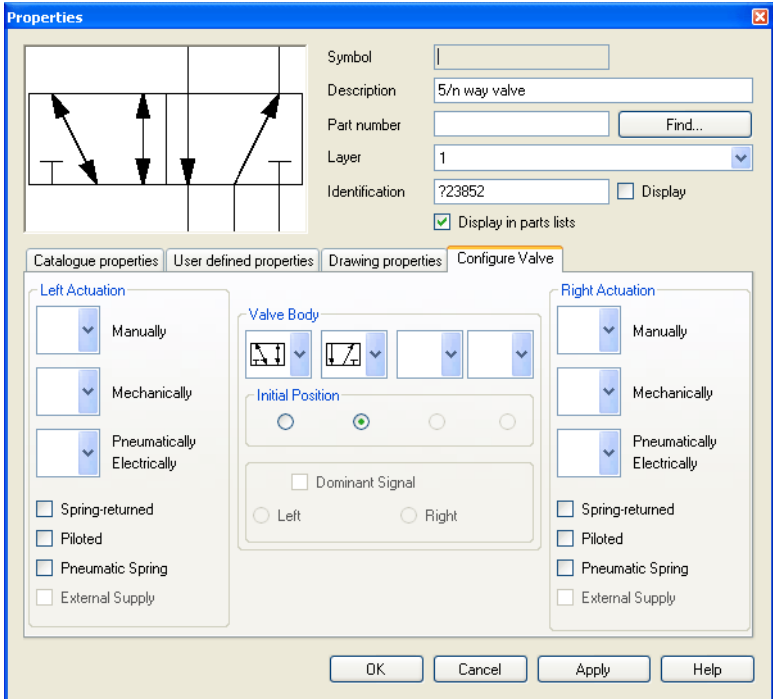 Properties
Symbol
Description 5/n way valve
Part number Find...
Layer 1
Identification ?23852 Display
Display in parts lists
Catalogue properties User defined properties Drawing properties Configure Valve
Left Actuation
Manually
Mechanically
Pneumatically
Electrically
Spring-returned
Piloted
Pneumatic Spring
External Supply
Valve Body
Initial Position
Dominant Signal
Left Right
Right Actuation
Manually
Mechanically
Pneumatically
Electrically
Spring-returned
Piloted
Pneumatic Spring
External Supply
OK Cancel Apply Help